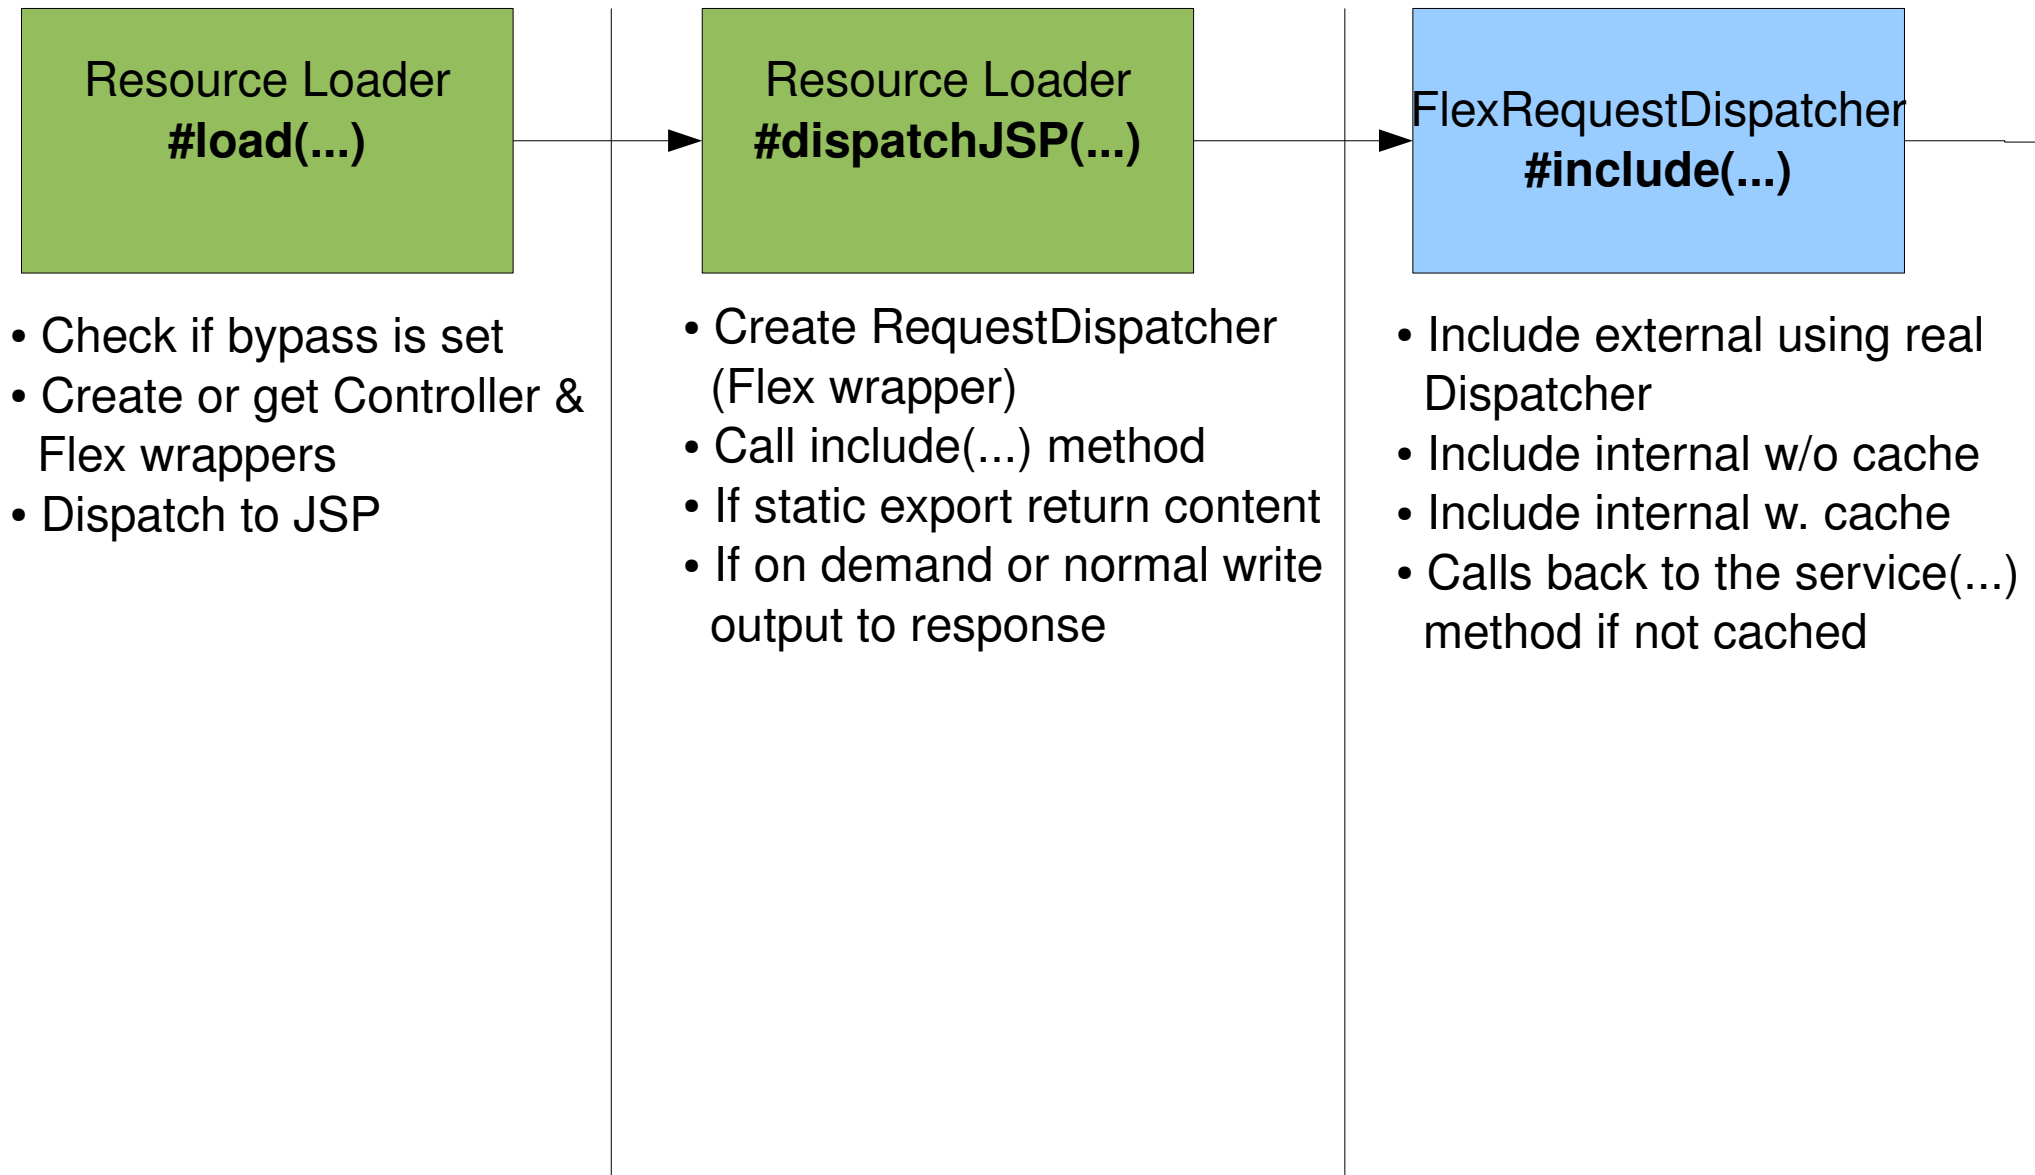 Resource Loader
#load(...)
• Check if bypass is set
• Create or get Controller &
Flex wrappers
• Dispatch to JSP
Resource Loader
#dispatchJSP(...)
• Create RequestDispatcher
(Flex wrapper)
• Call include(...) method
• If static export return content
• If on demand or normal write
output to response
FlexRequestDispatcher
#include(...)
• Include external using real
Dispatcher
• Include internal w/o cache
• Include internal w. cache
• Calls back to the service(...)
method if not cached